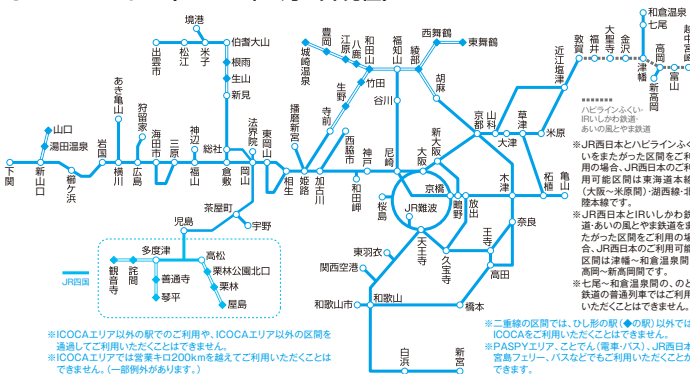 境港
出雲市
松江
米子
伯耆大山
根雨
生山
新見
城崎温泉
豊岡
江原
八鹿
和田山
福知山
綾部
西舞鶴
東舞鶴
竹田
生野
寺前
谷川
胡麻
京都
山科
大津
草津
米原
近江塩津
敦賀
福井
大聖寺
金沢
津幡
七尾
和倉温泉
高岡
新高岡
富山
越中宮崎
ハピラインふくい・
IRいしかわ鉄道・
あいの風とやま鉄道
山口
湯田温泉
下関
新山口
櫛ケ浜
岩国
あき亀山
横川
狩留家
広島
海田市
三原
神辺
福山
総社
倉敷
法界院
岡山
東岡山
播磨新宮
相生
姫路
加古川
西脇市
神戸
和田岬
尼崎
大阪
新大阪
京橋
鴫野
放出
木津
柘植
亀山
奈良
桜島
JR難波
天王寺
久宝寺
王寺
高田
東羽衣
関西空港
和歌山市
和歌山
橋本
白浜
新宮
茶屋町
宇野
児島
JR四国
多度津
高松
観音寺
詫間
善通寺
琴平
栗林公園北口
栗林
屋島
※ICOCAエリア以外の駅でのご利用や、ICOCAエリア以外の区間を
通過してご利用いただくことはできません。
※ICOCAエリアでは営業キロ200kmを越えてご利用いただくことは
できません。(一部例外があります。)
※JR西日本とハピラインふく
いをまたがった区間をご利
用の場合、JR西日本のご利
用可能区間は東海道本線
(大阪～米原間)・湖西線・北
陸本線です。
※JR西日本とIRいしかわ鉄
道・あいの風とやま鉄道をま
たがった区間をご利用の場
合、JR西日本のご利用可能
区間は津幡～和倉温泉間・
高岡～新高岡間です。
※七尾～和倉温泉間の、のと
鉄道の普通列車ではご利用
いただくことはできません。
※二重線の区間では、ひし形の駅(◆の駅)以外では
ICOCAをご利用いただくことはできません。
※PASPYエリア、ことでん(電車・バス)、JR西日本
宮島フェリー、バスなどでもご利用いただくことが
できます。